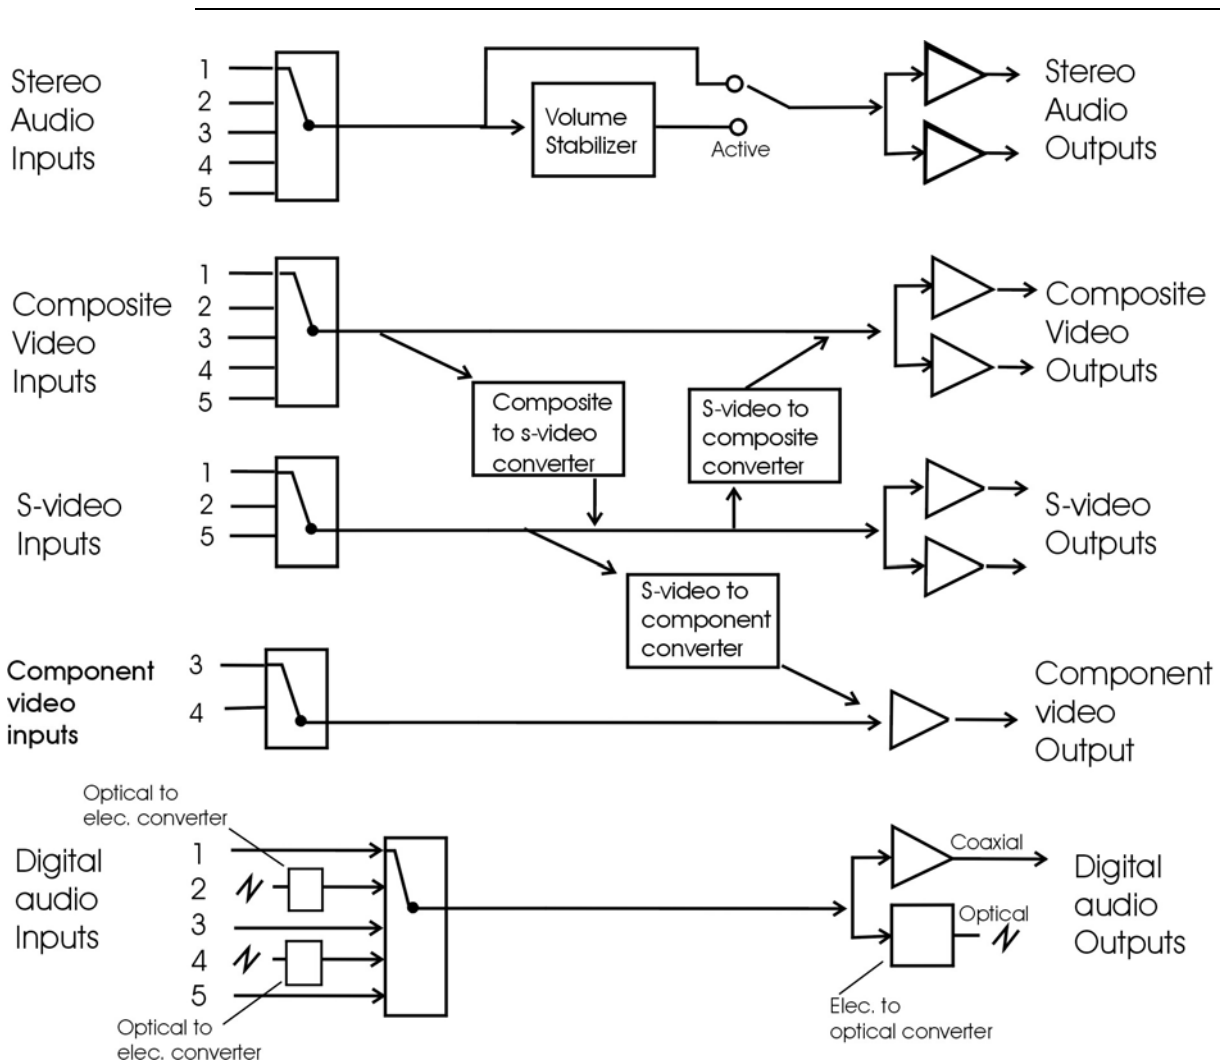 Stereo
Audio
Inputs
1
2
3
4
5
Volume
Stabilizer
Active
Stereo
Audio
Outputs
Composite
Video
Inputs
1
2
3
4
5
Composite
to s-video
converter
S-video to
composite
converter
Composite
Video
Outputs
S-video
Inputs
1
2
5
S-video
Outputs
S-video to
component
converter
Component
video
inputs
3
4
Component
video
Output
Optical to
elec. converter
Digital
audio
Inputs
1
2
3
4
5
Optical to
elec. converter
Coaxial
Optical
Elec. to
optical converter
Digital
audio
Outputs